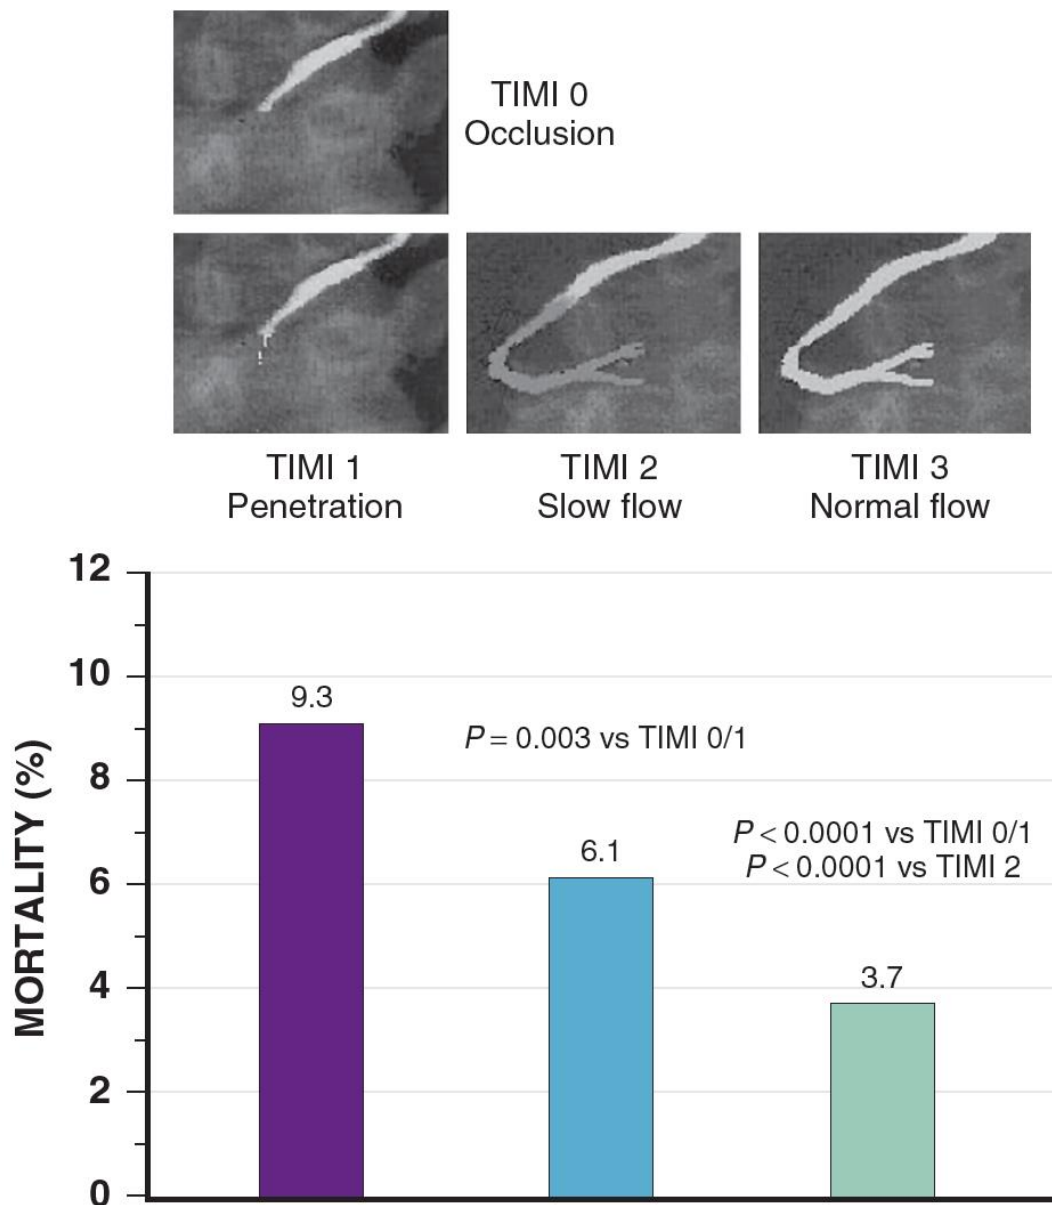 TIMI 0
Occlusion
TIMI 1
Penetration
TIMI 2
Slow flow
TIMI 3
Normal flow
MORTALITY (%)
12
10
8
6
4
2
0
9.3
P = 0.003 vs TIMI 0/1
6.1
P < 0.0001 vs TIMI 0/1
P < 0.0001 vs TIMI 2
3.7